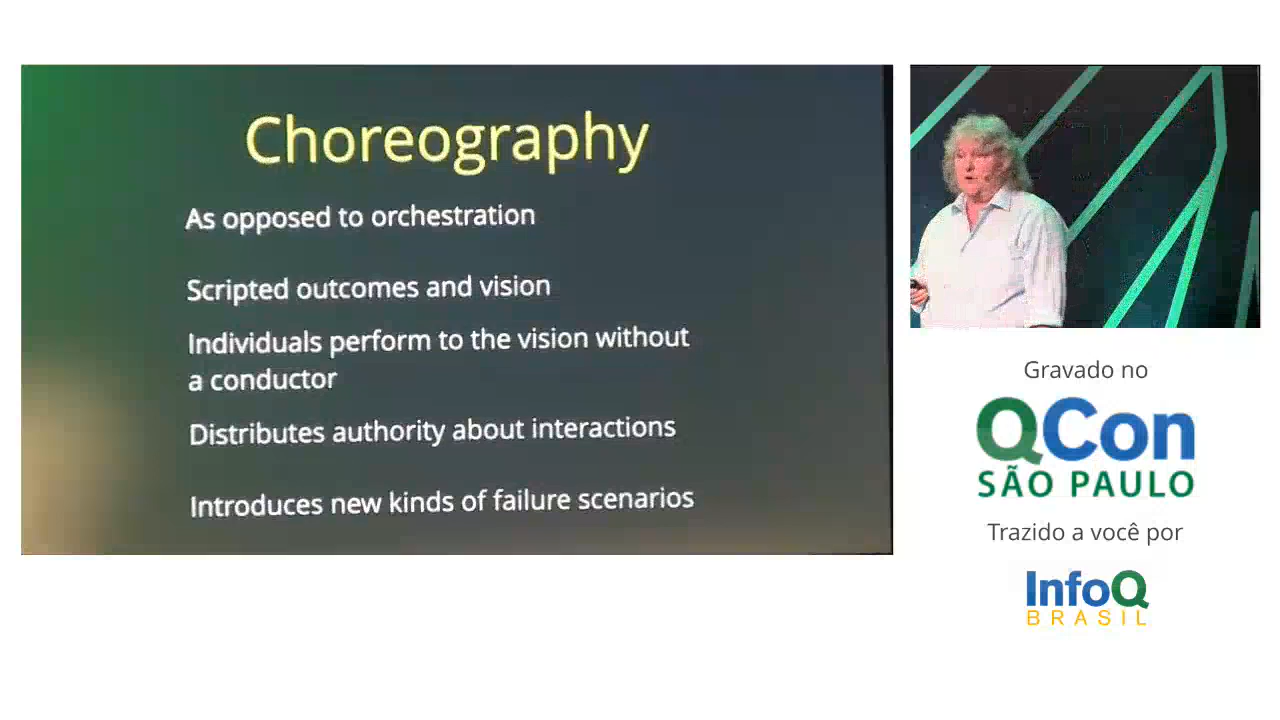 Choreography
As opposed to orchestration
Scripted outcomes and vision
Individuals perform to the vision without
a conductor
Distributes authority about interactions
Introduces new kinds of failure scenarios
Gravado no
QCon
SÃO PAULO
Trazido a você por
InfoQ
BRASIL